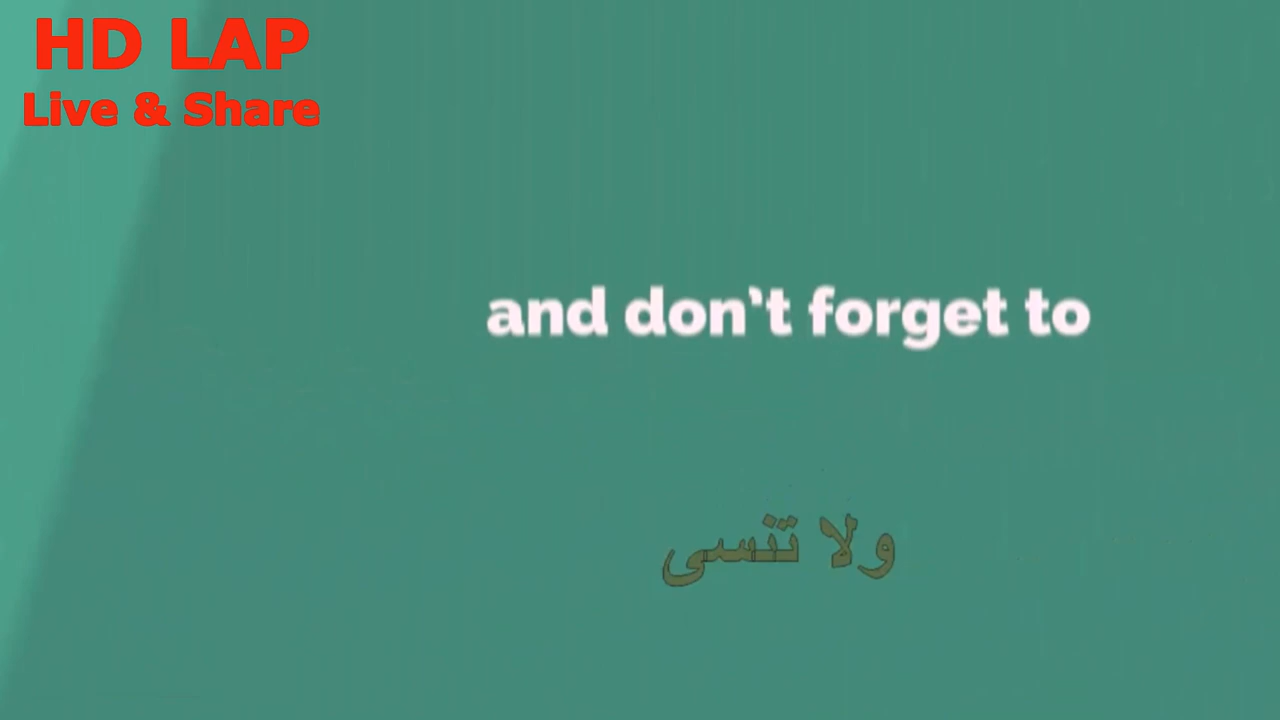 HD LAP
Live & Share
and don't forget to
ولا تنسى